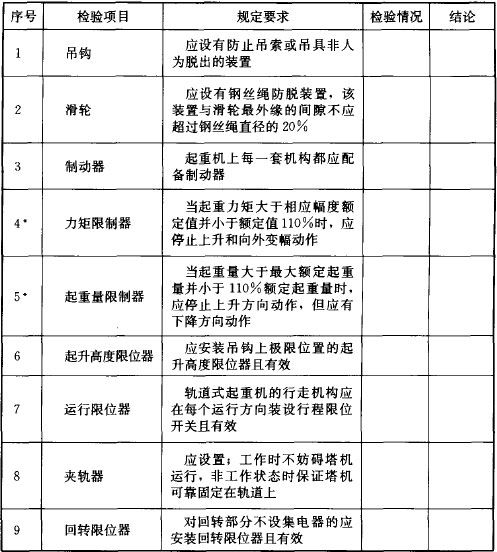 序号 检验项目 规定要求 检验情况 结论
1 吊钩 应设有防止吊索或吊具非人
为脱出的装置
2 滑轮 应设有钢丝绳防脱装置，该
装置与滑轮最外缘的间隙不应
超过钢丝绳直径的20%
3 制动器 起重机上每一套机构都应配
备制动器
4* 力矩限制器 当起重力矩大于相应幅度额
定值并小于额定值110%时，应
停止上升和向外变幅动作
5* 起重量限制器 当起重量大于最大额定起重
量并小于110%额定起重量时，
应停止上升方向动作，但应有
下降方向动作
6 起升高度限位器 应安装吊钩上极限位置的起
升高度限位器且有效
7 运行限位器 轨道式起重机的行走机构应
在每个运行方向装设行程限位
开关且有效
8 夹轨器 应设置；工作时不妨碍塔机
运行，非工作状态时保证塔机
可靠固定在轨道上
9 回转限位器 对回转部分不设集电器的应
安装回转限位器且有效